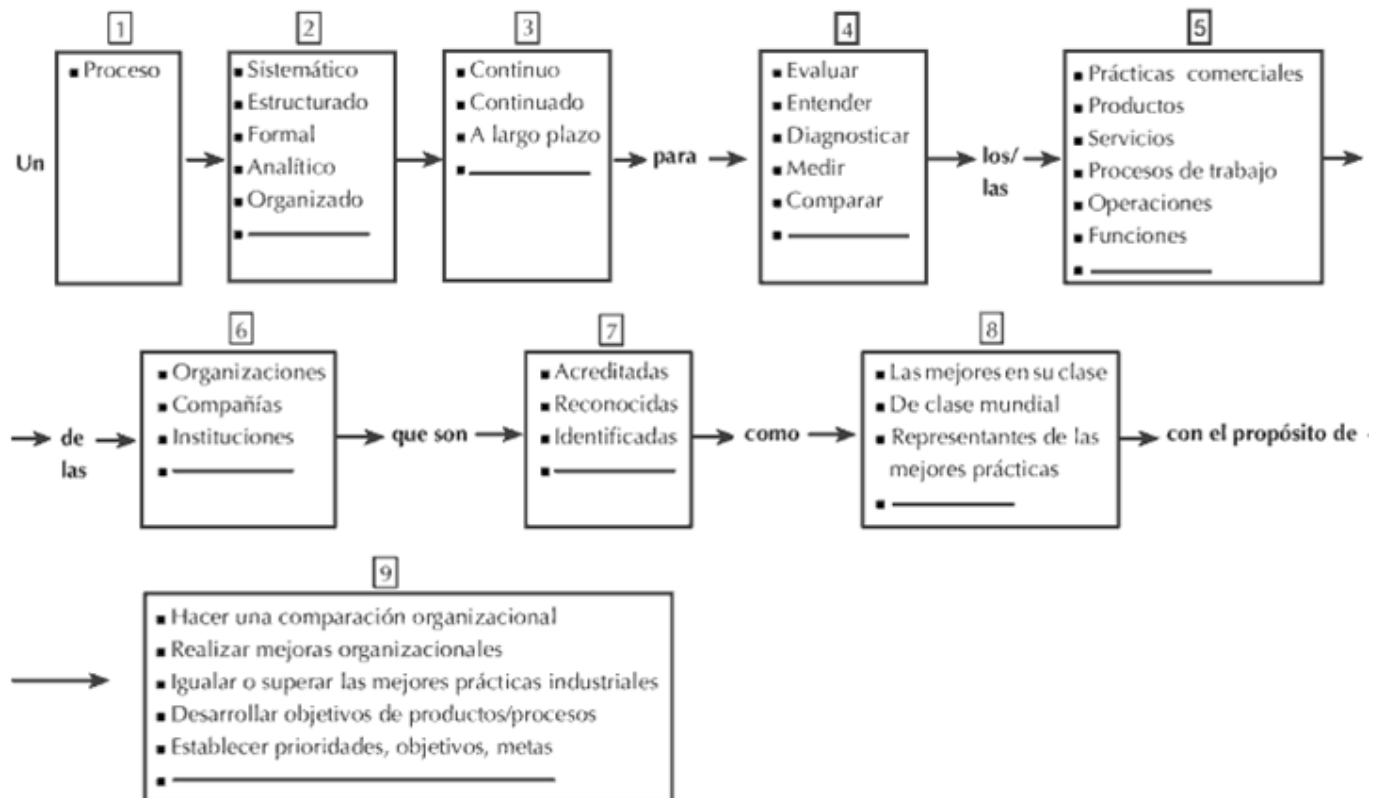 1
■ Proceso
2
■ Sistemático
■ Estructurado
■ Formal
■ Analítico
■ Organizado
■
3
■ Continuo
■ Continuado
■ A largo plazo
■
4
■ Evaluar
■ Entender
■ Diagnosticar
■ Medir
■ Comparar
■
5
■ Prácticas comerciales
■ Productos
■ Servicios
■ Procesos de trabajo
■ Operaciones
■ Funciones
■
Un
para
los/
las
6
■ Organizaciones
■ Compañías
■ Instituciones
■
7
■ Acreditadas
■ Reconocidas
■ Identificadas
■
8
■ Las mejores en su clase
■ De clase mundial
■ Representantes de las
mejores prácticas
■
de
las
que son
como
con el propósito de
9
■ Hacer una comparación organizacional
■ Realizar mejoras organizacionales
■ Igualar o superar las mejores prácticas industriales
■ Desarrollar objetivos de productos/procesos
■ Establecer prioridades, objetivos, metas
■